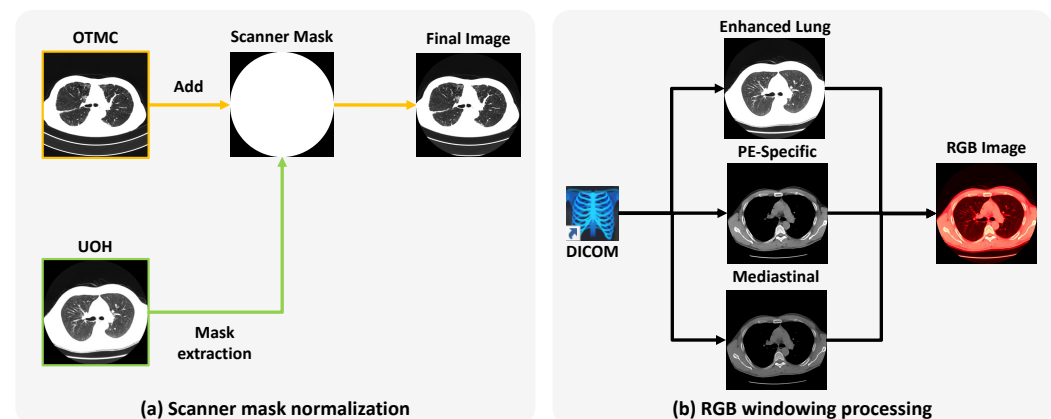 OTMC
Scanner Mask
Final Image
Add
UOH
Mask
extraction
(a) Scanner mask normalization
Enhanced Lung
PE-Specific
RGB Image
DICOM
Mediastinal
(b) RGB windowing processing